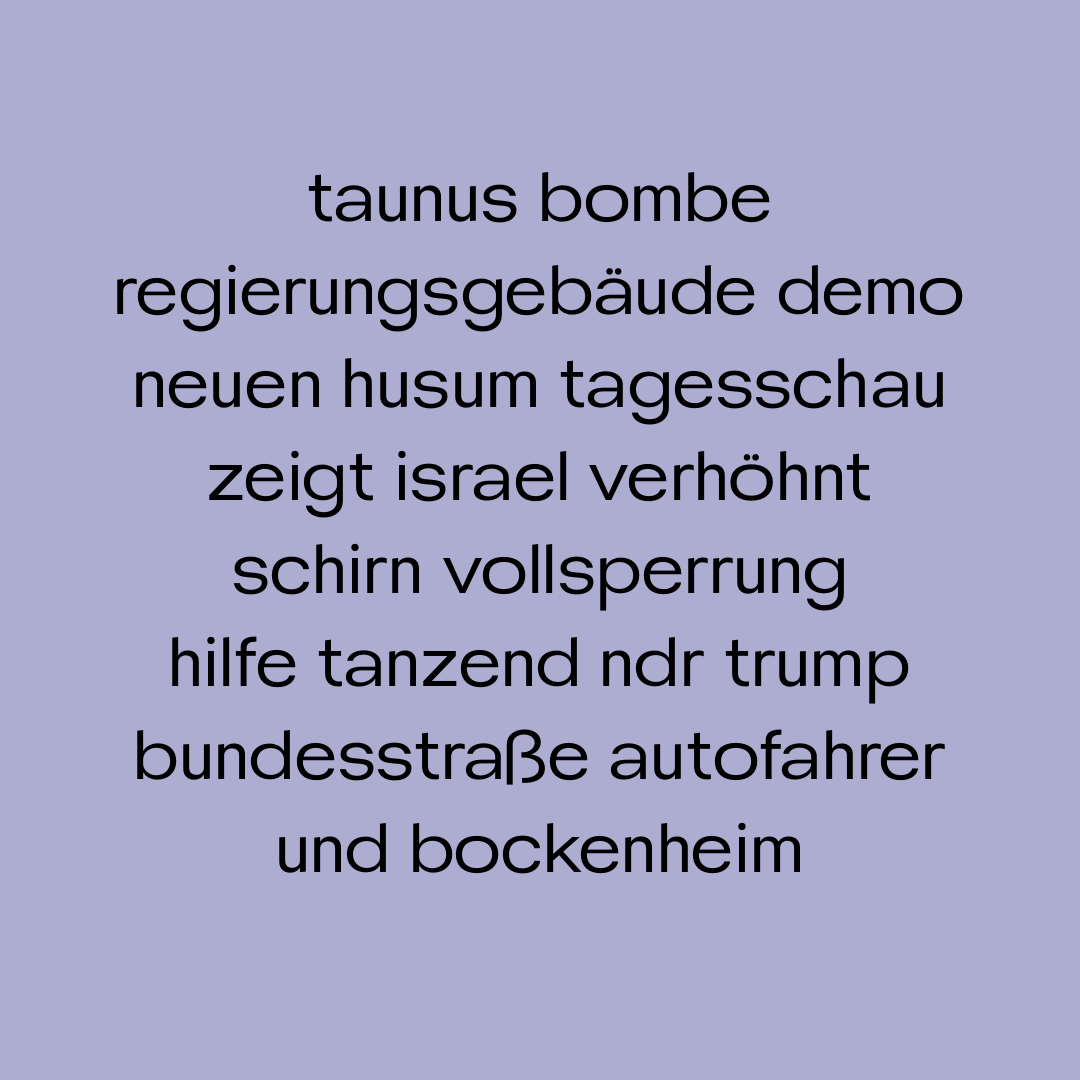 taunus bombe
regierungsgebäude demo
neuen husum tagesschau
zeigt israel verhöhnt
schirn vollsperrung
hilfe tanzend ndr trump
bundesstraße autofahrer
und bockenheim